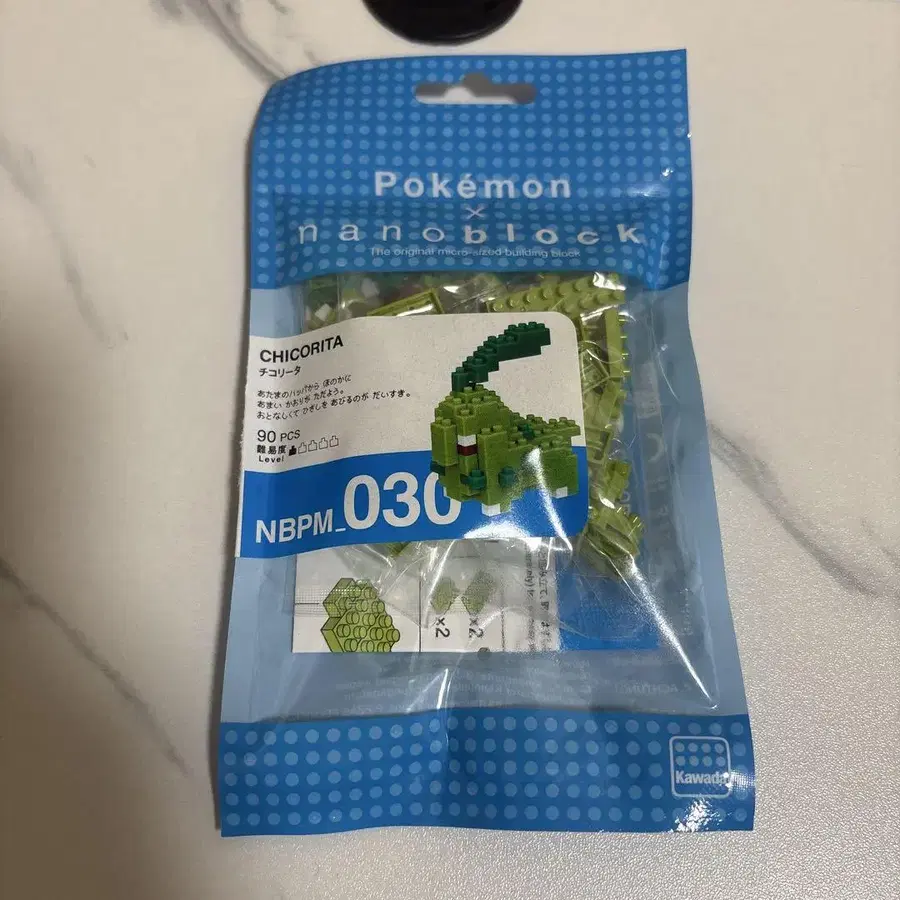 Pokémon
×
nanoblock
The original micro-sized building block
CHICORITA
チコリータ
あたまのハッパから ほのかに
あまい かおりが ただよう。
おとなしくて ひざしを あびるのが だいすき。
90 PCS
難易度
Level
NBPM_030
×2
×2
Kawada